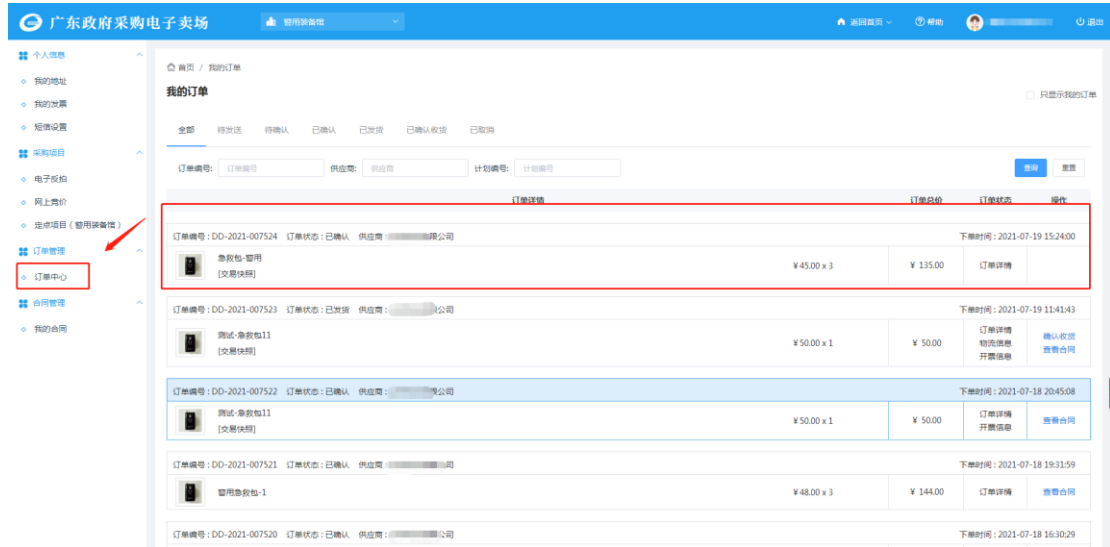 广东政府采购电子卖场 警用装备馆 返回首页 帮助 退出
个人信息
我的地址
我的发票
短信设置
采购项目
电子反拍
网上竞价
定点项目(警用装备馆)
订单管理
订单中心
合同管理
我的合同
首页 / 我的订单
我的订单
只显示我的订单
全部 待发送 待确认 已确认 已发货 已确认收货 已取消
订单编号: 订单编号 供应商: 供应商 计划编号: 计划编号 查询 重置
订单详情 订单总价 订单状态 操作
订单编号:DD-2021-007524 订单状态:已确认 供应商: 限公司 下单时间:2021-07-19 15:24:00
急救包-警用
[交易快照]
¥45.00 x 3 ¥ 135.00 订单详情
订单编号:DD-2021-007523 订单状态:已发货 供应商: 公司 下单时间:2021-07-19 11:41:43
测试-急救包11
[交易快照]
¥50.00 x 1 ¥ 50.00
订单详情
物流信息
开票信息
确认收货
查看合同
订单编号:DD-2021-007522 订单状态:已确认 供应商: 限公司 下单时间:2021-07-18 20:45:08
测试-急救包11
[交易快照]
¥50.00 x 1 ¥ 50.00
订单详情
开票信息
查看合同
订单编号:DD-2021-007521 订单状态:已确认 供应商: 司 下单时间:2021-07-18 19:31:59
警用急救包-1 ¥48.00 x 3 ¥ 144.00 订单详情 查看合同
订单编号:DD-2021-007520 订单状态:已确认 供应商: 公司 下单时间:2021-07-18 16:30:29